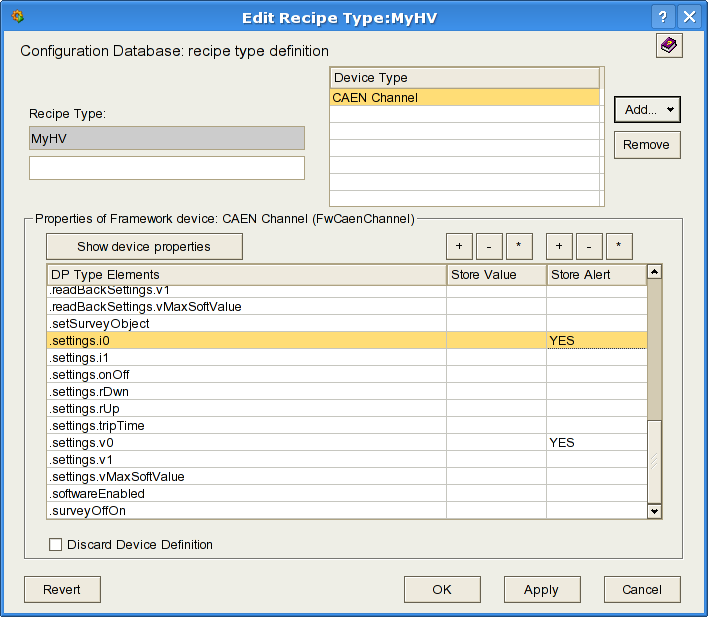 Edit Recipe Type:MyHV
?
Configuration Database: recipe type definition
Device Type
CAEN Channel
Add...
Remove
Recipe Type:
MyHV
Properties of Framework device: CAEN Channel (FwCaenChannel)
Show device properties + - * + - *
DP Type Elements Store Value Store Alert
.readBackSettings.v1
.readBackSettings.vMaxSoftValue
.setSurveyObject
.settings.i0 YES
.settings.i1
.settings.onOff
.settings.rDwn
.settings.rUp
.settings.tripTime
.settings.v0 YES
.settings.v1
.settings.vMaxSoftValue
.softwareEnabled
.surveyOffOn
Discard Device Definition
Revert OK Apply Cancel